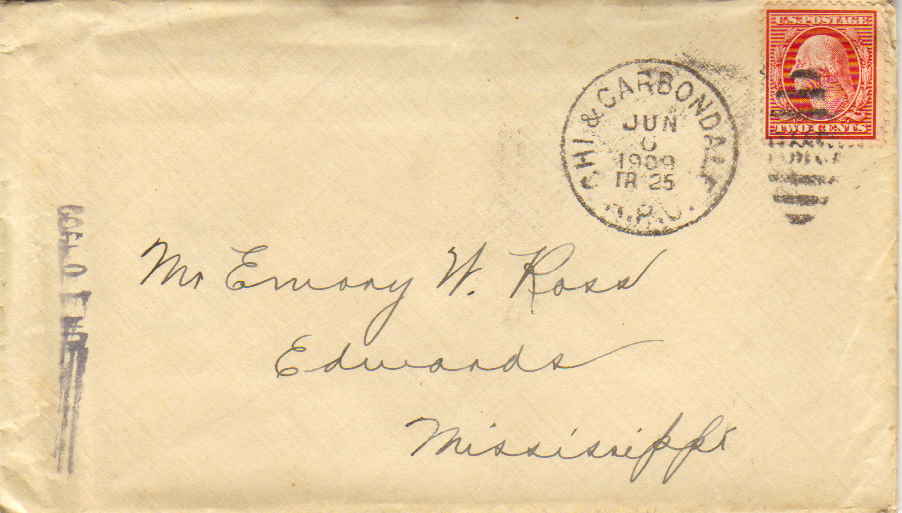 U.S. POSTAGE
TWO CENTS
CHI & CARBONDALE
JUN
6
1909
TR 25
R.P.O.
Mr Emory W. Ross
Edwards
Mississippi